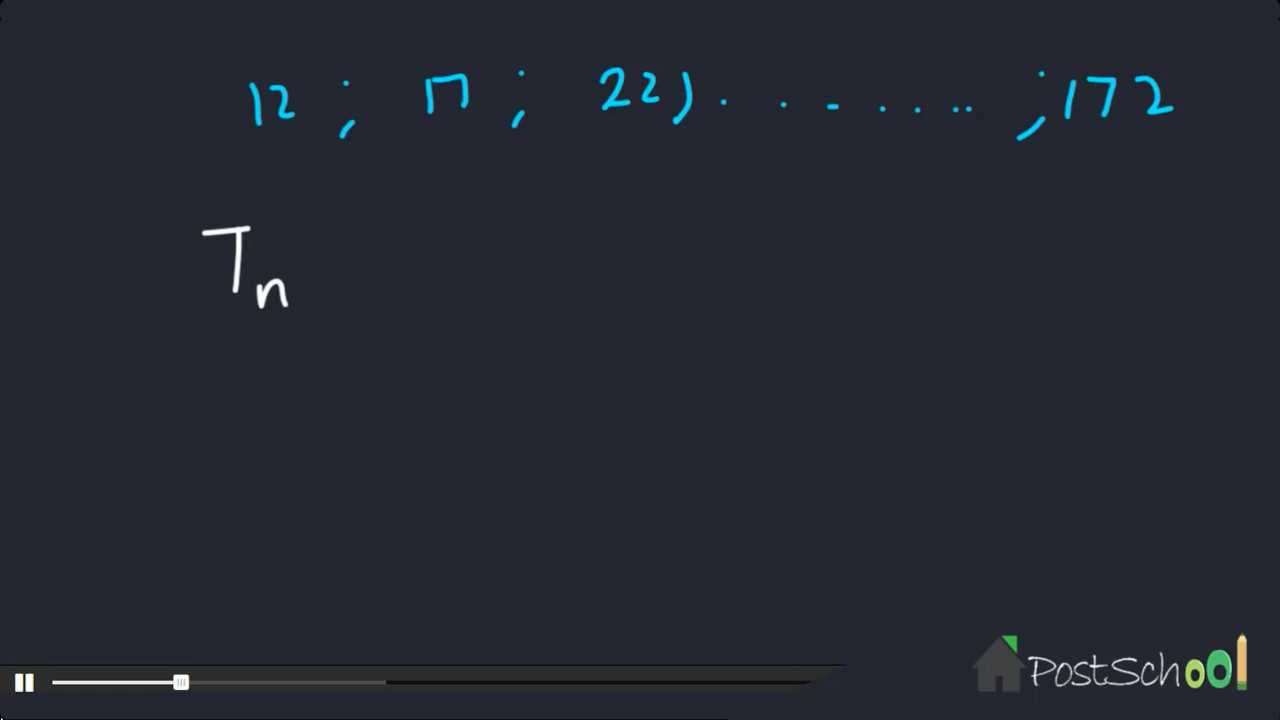 12 ; 17 ; 22 ; . . . . . . . ; 172
Tn
PostSchool